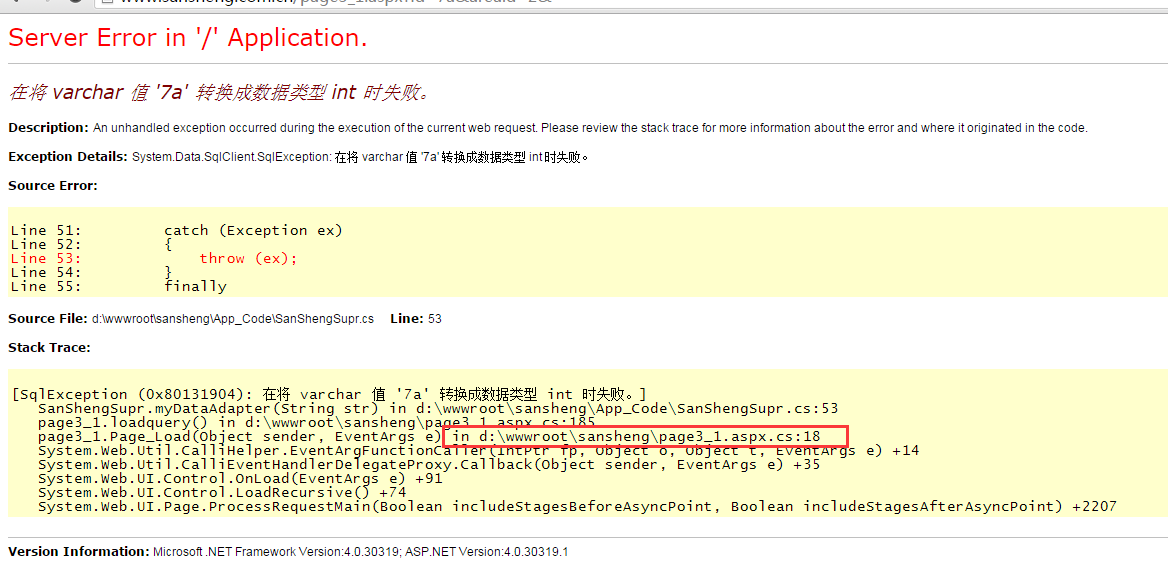 Server Error in '/' Application.
在将 varchar 值 '7a' 转换成数据类型 int 时失败。
Description: An unhandled exception occurred during the execution of the current web request. Please review the stack trace for more information about the error and where it originated in the code.
Exception Details: System.Data.SqlClient.SqlException: 在将 varchar 值 '7a' 转换成数据类型 int 时失败。
Source Error:
Line 51:         catch (Exception ex)
Line 52:         {
Line 53:             throw (ex);
Line 54:         }
Line 55:         finally
Source File: d:\wwwroot\sansheng\App_Code\SanShengSupr.cs    Line: 53
Stack Trace:
[SqlException (0x80131904): 在将 varchar 值 '7a' 转换成数据类型 int 时失败。]
SanShengSupr.myDataAdapter(String str) in d:\wwwroot\sansheng\App_Code\SanShengSupr.cs:53
page3_1.loadquery() in d:\wwwroot\sansheng\page3_1.aspx.cs:185
page3_1.Page_Load(Object sender, EventArgs e) in d:\wwwroot\sansheng\page3_1.aspx.cs:18
System.Web.Util.CalliHelper.EventArgFunctionCaller(IntPtr fp, Object o, Object t, EventArgs e) +14
System.Web.Util.CalliEventHandlerDelegateProxy.Callback(Object sender, EventArgs e) +35
System.Web.UI.Control.OnLoad(EventArgs e) +91
System.Web.UI.Control.LoadRecursive() +74
System.Web.UI.Page.ProcessRequestMain(Boolean includeStagesBeforeAsyncPoint, Boolean includeStagesAfterAsyncPoint) +2207
Version Information: Microsoft .NET Framework Version:4.0.30319; ASP.NET Version:4.0.30319.1